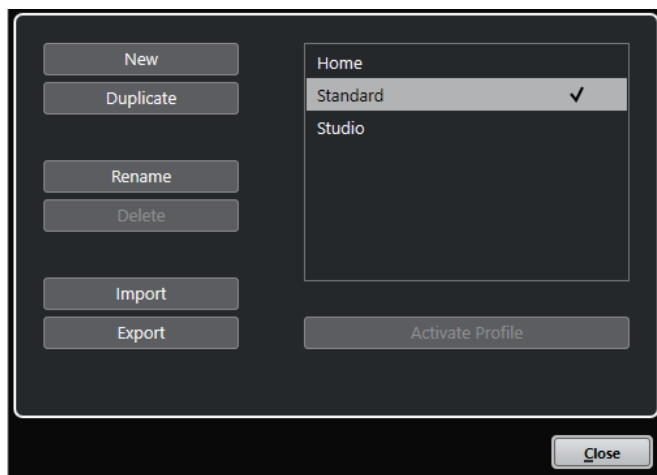 New
Duplicate
Rename
Delete
Import
Export
Home
Standard
Studio
Activate Profile
Close